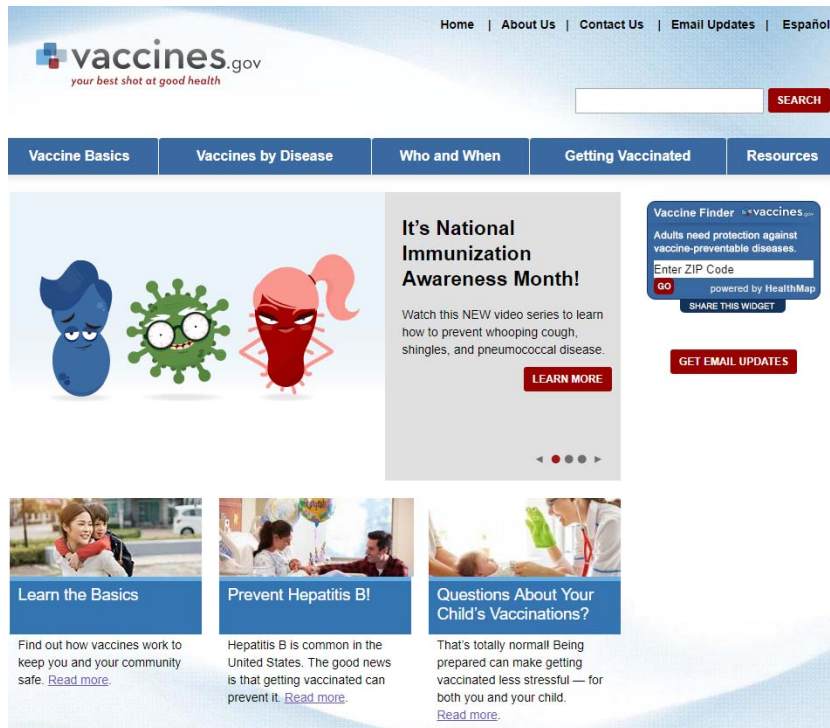 Home | About Us | Contact Us | Email Updates | Español
vaccines.gov
your best shot at good health
SEARCH
Vaccine Basics Vaccines by Disease Who and When Getting Vaccinated Resources
It's National
Immunization
Awareness Month!
Watch this NEW video series to learn
how to prevent whooping cough,
shingles, and pneumococcal disease.
LEARN MORE
Vaccine Finder vaccines.gov
Adults need protection against
vaccine-preventable diseases.
Enter ZIP Code
GO powered by HealthMap
SHARE THIS WIDGET
GET EMAIL UPDATES
Learn the Basics
Find out how vaccines work to
keep you and your community
safe. Read more.
Prevent Hepatitis B!
Hepatitis B is common in the
United States. The good news
is that getting vaccinated can
prevent it. Read more.
Questions About Your
Child's Vaccinations?
That's totally normal! Being
prepared can make getting
vaccinated less stressful — for
both you and your child.
Read more.